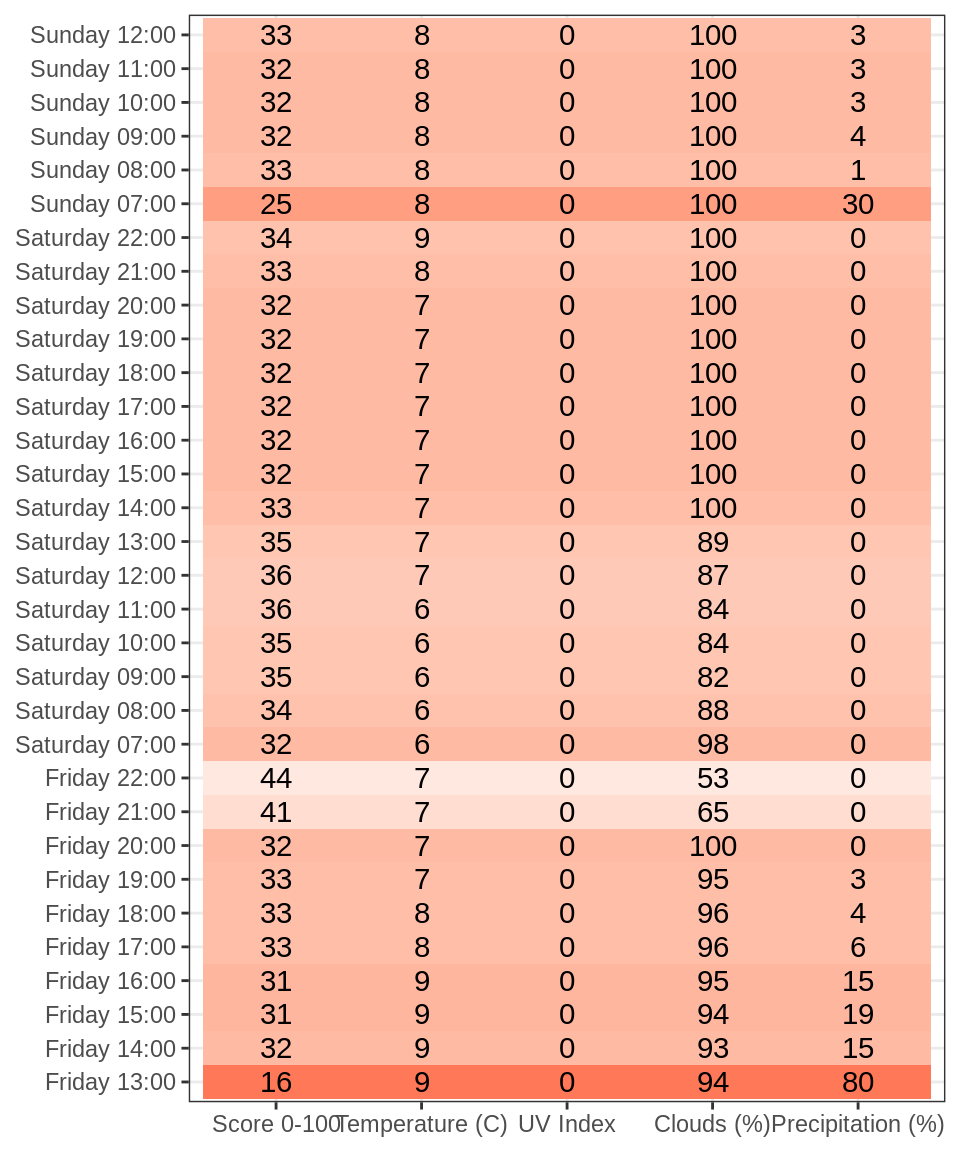 Sunday 12:00 33 8 0 100 3
Sunday 11:00 32 8 0 100 3
Sunday 10:00 32 8 0 100 3
Sunday 09:00 32 8 0 100 4
Sunday 08:00 33 8 0 100 1
Sunday 07:00 25 8 0 100 30
Saturday 22:00 34 9 0 100 0
Saturday 21:00 33 8 0 100 0
Saturday 20:00 32 7 0 100 0
Saturday 19:00 32 7 0 100 0
Saturday 18:00 32 7 0 100 0
Saturday 17:00 32 7 0 100 0
Saturday 16:00 32 7 0 100 0
Saturday 15:00 32 7 0 100 0
Saturday 14:00 33 7 0 100 0
Saturday 13:00 35 7 0 89 0
Saturday 12:00 36 7 0 87 0
Saturday 11:00 36 6 0 84 0
Saturday 10:00 35 6 0 84 0
Saturday 09:00 35 6 0 82 0
Saturday 08:00 34 6 0 88 0
Saturday 07:00 32 6 0 98 0
Friday 22:00 44 7 0 53 0
Friday 21:00 41 7 0 65 0
Friday 20:00 32 7 0 100 0
Friday 19:00 33 7 0 95 3
Friday 18:00 33 8 0 96 4
Friday 17:00 33 8 0 96 6
Friday 16:00 31 9 0 95 15
Friday 15:00 31 9 0 94 19
Friday 14:00 32 9 0 93 15
Friday 13:00 16 9 0 94 80
Score 0-100 Temperature (C) UV Index Clouds (%) Precipitation (%)